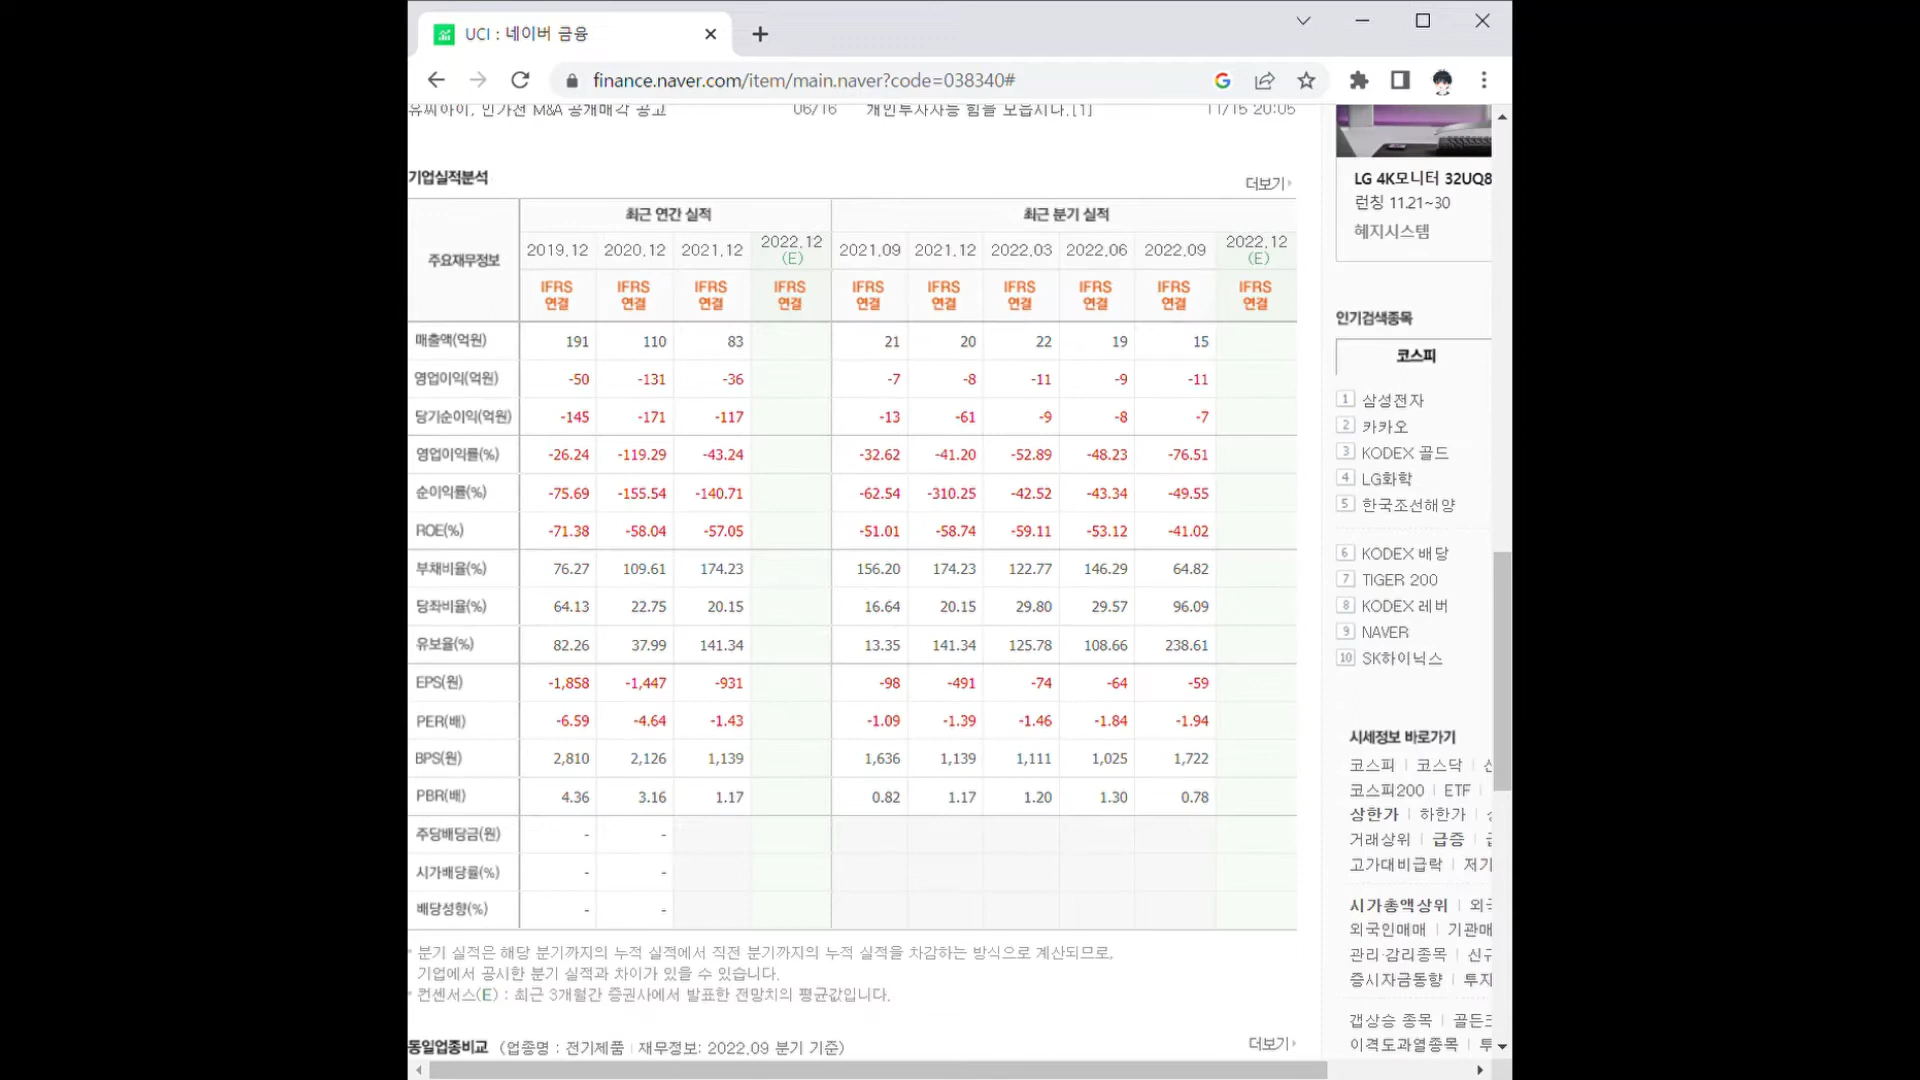 UCI : 네이버 금융
finance.naver.com/item/main.naver?code=038340#
유씨아이, 인가전 M&A 공개매각 공고 06/16 개인투자자능 힘을 모읍시다.[1] 11/15 20:05
기업실적분석 더보기
주요재무정보 최근 연간 실적 최근 분기 실적
2019.12 2020.12 2021.12 2022.12 (E) 2021.09 2021.12 2022.03 2022.06 2022.09 2022.12 (E)
IFRS IFRS IFRS IFRS IFRS IFRS IFRS IFRS IFRS IFRS
연결 연결 연결 연결 연결 연결 연결 연결 연결 연결
매출액(억원) 191 110 83 21 20 22 19 15
영업이익(억원) -50 -131 -36 -7 -8 -11 -9 -11
당기순이익(억원) -145 -171 -117 -13 -61 -9 -8 -7
영업이익률(%) -26.24 -119.29 -43.24 -32.62 -41.20 -52.89 -48.23 -76.51
순이익률(%) -75.69 -155.54 -140.71 -62.54 -310.25 -42.52 -43.34 -49.55
ROE(%) -71.38 -58.04 -57.05 -51.01 -58.74 -59.11 -53.12 -41.02
부채비율(%) 76.27 109.61 174.23 156.20 174.23 122.77 146.29 64.82
당좌비율(%) 64.13 22.75 20.15 16.64 20.15 29.80 29.57 96.09
유보율(%) 82.26 37.99 141.34 13.35 141.34 125.78 108.66 238.61
EPS(원) -1,858 -1,447 -931 -98 -491 -74 -64 -59
PER(배) -6.59 -4.64 -1.43 -1.09 -1.39 -1.46 -1.84 -1.94
BPS(원) 2,810 2,126 1,139 1,636 1,139 1,111 1,025 1,722
PBR(배) 4.36 3.16 1.17 0.82 1.17 1.20 1.30 0.78
주당배당금(원) - -
시가배당률(%) - -
배당성향(%) - -
* 분기 실적은 해당 분기까지의 누적 실적에서 직전 분기까지의 누적 실적을 차감하는 방식으로 계산되므로,
기업에서 공시한 분기 실적과 차이가 있을 수 있습니다.
* 컨센서스(E) : 최근 3개월간 증권사에서 발표한 전망치의 평균값입니다.
동일업종비교 (업종명 : 전기제품 | 재무정보: 2022.09 분기 기준) 더보기
LG 4K모니터 32UQ8
런칭 11.21~30
혜지시스템
인기검색종목
코스피
1 삼성전자
2 카카오
3 KODEX 골드
4 LG화학
5 한국조선해양
6 KODEX 배당
7 TIGER 200
8 KODEX 레버
9 NAVER
10 SK하이닉스
시세정보 바로가기
코스피 | 코스닥 |
코스피200 | ETF |
상한가 | 하한가 |
거래상위 | 급증 |
고가대비급락 | 저가
시가총액상위 | 외국
외국인매매 | 기관매
관리·감리종목 | 신규
증시자금동향 | 투자
갭상승 종목 | 골든크
이격도과열종목 | 투